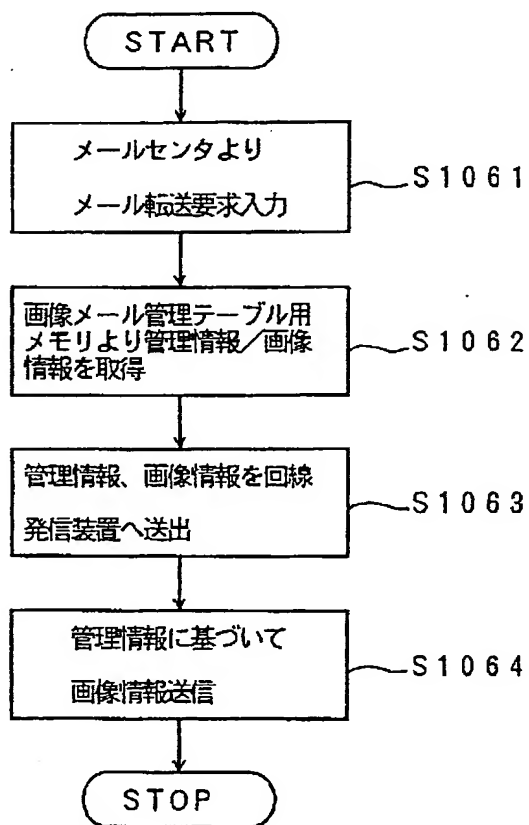 START
メールセンタより
メール転送要求入力
S1061
画像メール管理テーブル用
メモリより管理情報／画像
情報を取得
S1062
管理情報、画像情報を回線
発信装置へ送出
S1063
管理情報に基づいて
画像情報送信
S1064
STOP